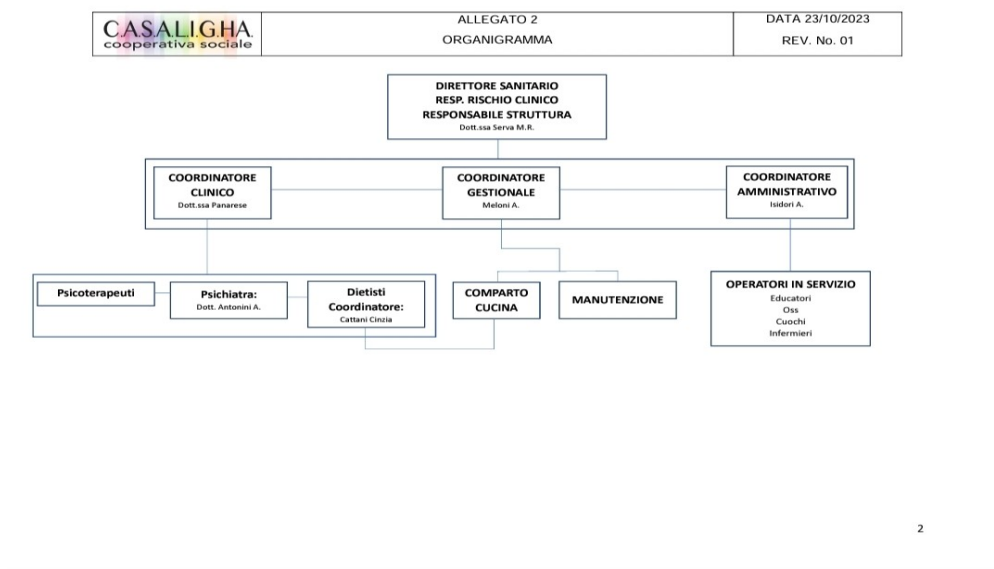 C.A.S.A.L.I.G.HA.
cooperativa sociale
ALLEGATO 2
ORGANIGRAMMA
DATA 23/10/2023
REV. No. 01
DIRETTORE SANITARIO
RESP. RISCHIO CLINICO
RESPONSABILE STRUTTURA
Dott.ssa Serva M.R.
COORDINATORE
CLINICO
Dott.ssa Panarese
COORDINATORE
GESTIONALE
Meloni A.
COORDINATORE
AMMINISTRATIVO
Isidori A.
Psicoterapeuti
Psichiatra:
Dott. Antonini A.
Dietisti
Coordinatore:
Cattani Cinzia
COMPARTO
CUCINA
MANUTENZIONE
OPERATORI IN SERVIZIO
Educatori
Oss
Cuochi
Infermieri
2